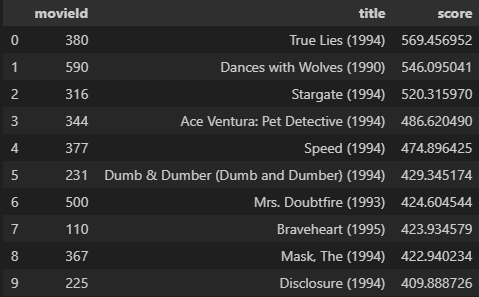 movieId title score
0 380 True Lies (1994) 569.456952
1 590 Dances with Wolves (1990) 546.095041
2 316 Stargate (1994) 520.315970
3 344 Ace Ventura: Pet Detective (1994) 486.620490
4 377 Speed (1994) 474.896425
5 231 Dumb & Dumber (Dumb and Dumber) (1994) 429.345174
6 500 Mrs. Doubtfire (1993) 424.604544
7 110 Braveheart (1995) 423.934579
8 367 Mask, The (1994) 422.940234
9 225 Disclosure (1994) 409.888726